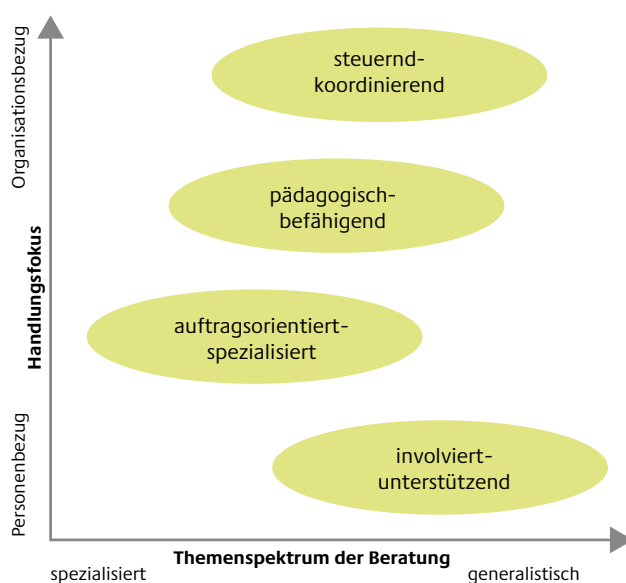 Organisationsbezug
Handlungsfokus
Personenbezug
steuernd-
koordinierend
pädagogisch-
befähigend
auftragsorientiert-
spezialisiert
involviert-
unterstützend
Themenspektrum der Beratung
spezialisiert
generalistisch